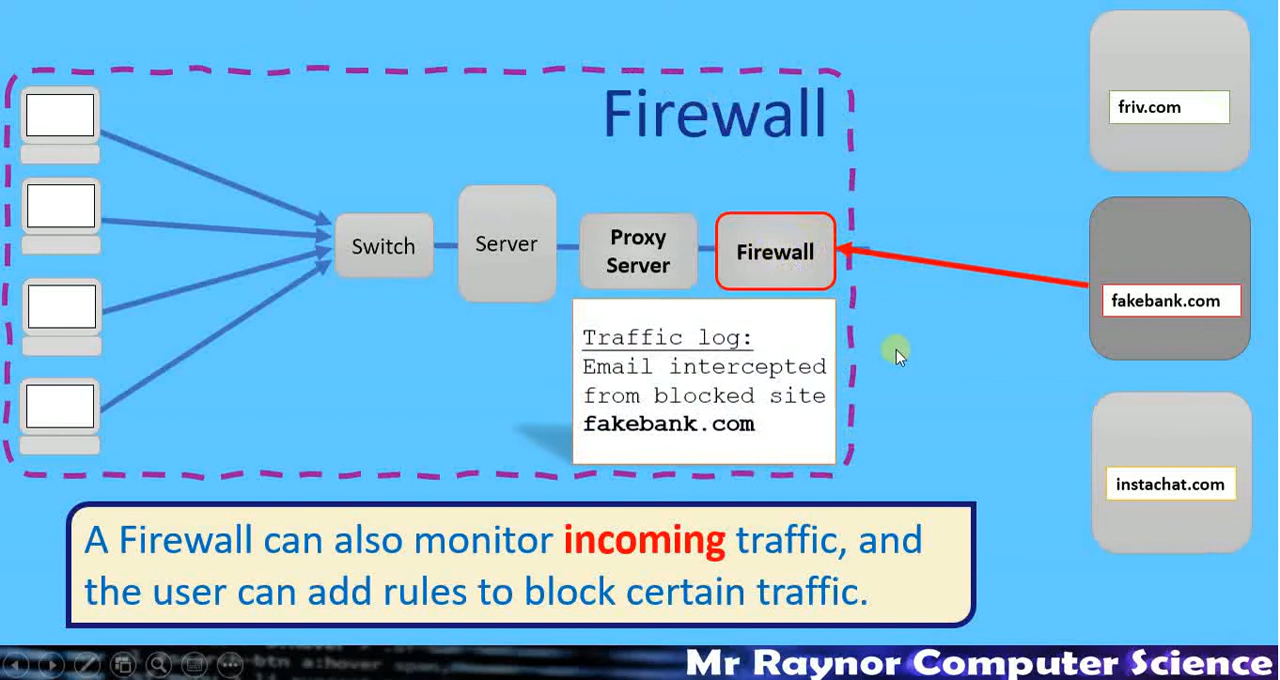 Firewall
friv.com
Switch
Server
Proxy
Server
Firewall
fakebank.com
Traffic log:
Email intercepted
from blocked site
fakebank.com
instachat.com
A Firewall can also monitor incoming traffic, and
the user can add rules to block certain traffic.
Mr Raynor Computer Science